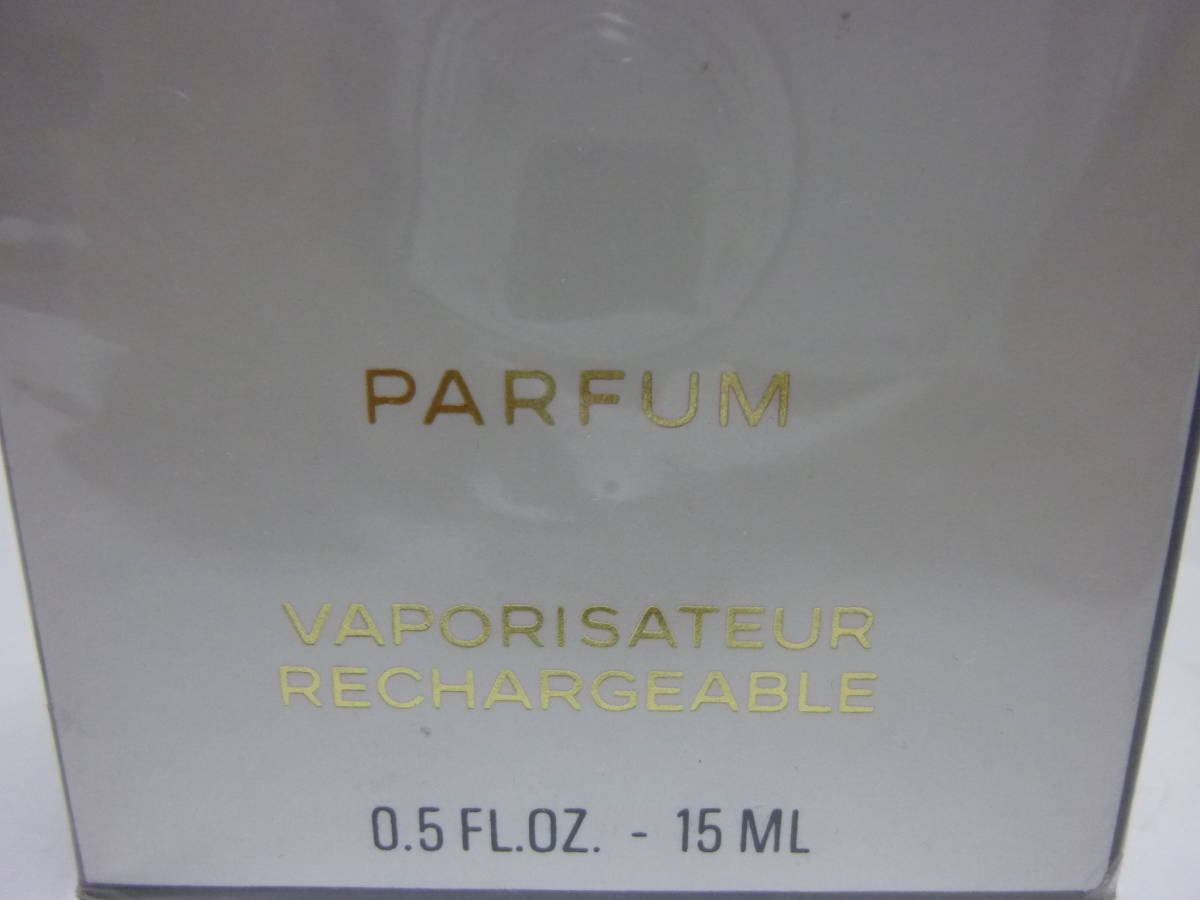 PARFUM
VAPORISATEUR
RECHARGEABLE
0.5 FL.OZ. - 15 ML